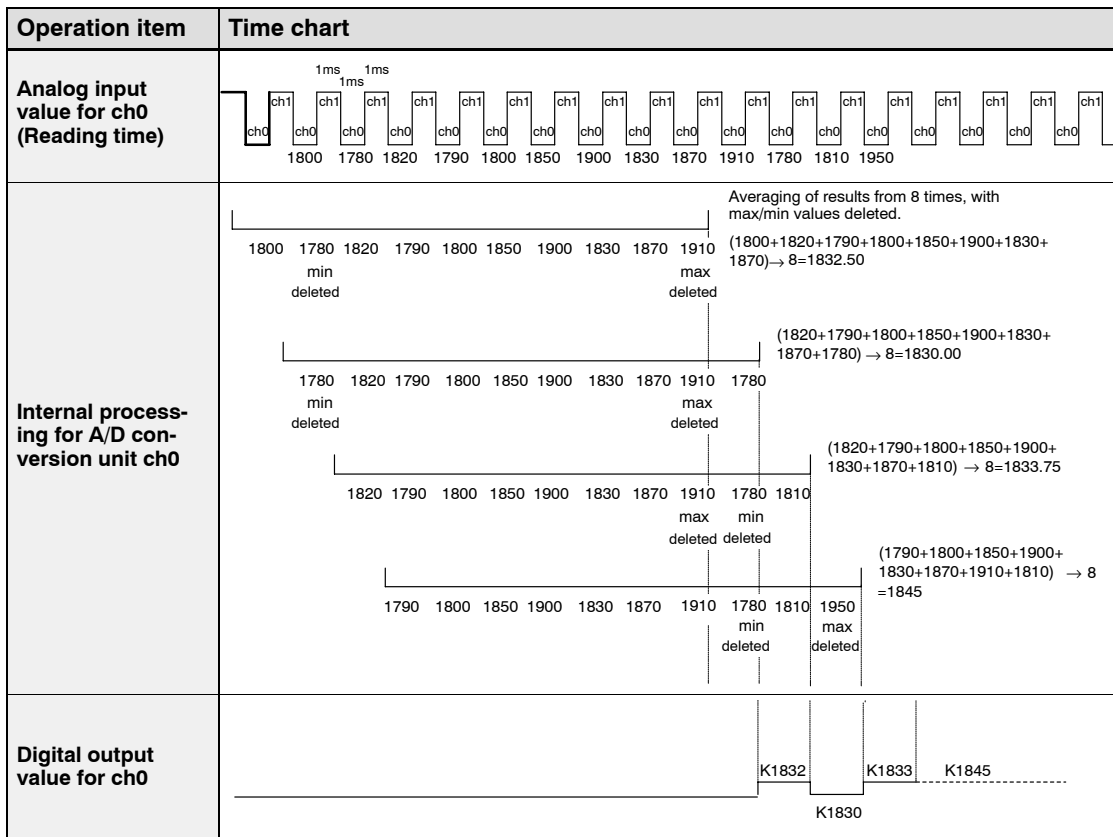 Operation item
Time chart
Analog input
value for ch0
(Reading time)
1ms 1ms
1ms
ch1 ch1 ch1 ch1 ch1 ch1 ch1 ch1 ch1 ch1 ch1 ch1 ch1 ch1 ch1 ch1 ch1 ch1
ch0 ch0 ch0 ch0 ch0 ch0 ch0 ch0 ch0 ch0 ch0 ch0 ch0 ch0 ch0 ch0 ch0 ch0
1800 1780 1820 1790 1800 1850 1900 1830 1870 1910 1780 1810 1950
Internal process-
ing for A/D con-
version unit ch0
Averaging of results from 8 times, with
max/min values deleted.
(1800+1820+1790+1800+1850+1900+1830+
1870)→ 8=1832.50
1800 1780 1820 1790 1800 1850 1900 1830 1870 1910
min max
deleted deleted
(1820+1790+1800+1850+1900+1830+
1870+1780) → 8=1830.00
1780 1820 1790 1800 1850 1900 1830 1870 1910 1780
min max
deleted deleted
(1820+1790+1800+1850+1900+
1830+1870+1810) → 8=1833.75
1820 1790 1800 1850 1900 1830 1870 1910 1780 1810
max min
deleted deleted
(1790+1800+1850+1900+
1830+1870+1910+1810) → 8
=1845
1790 1800 1850 1900 1830 1870 1910 1780 1810 1950
min max
deleted deleted
Digital output
value for ch0
K1832 K1833 K1845
K1830